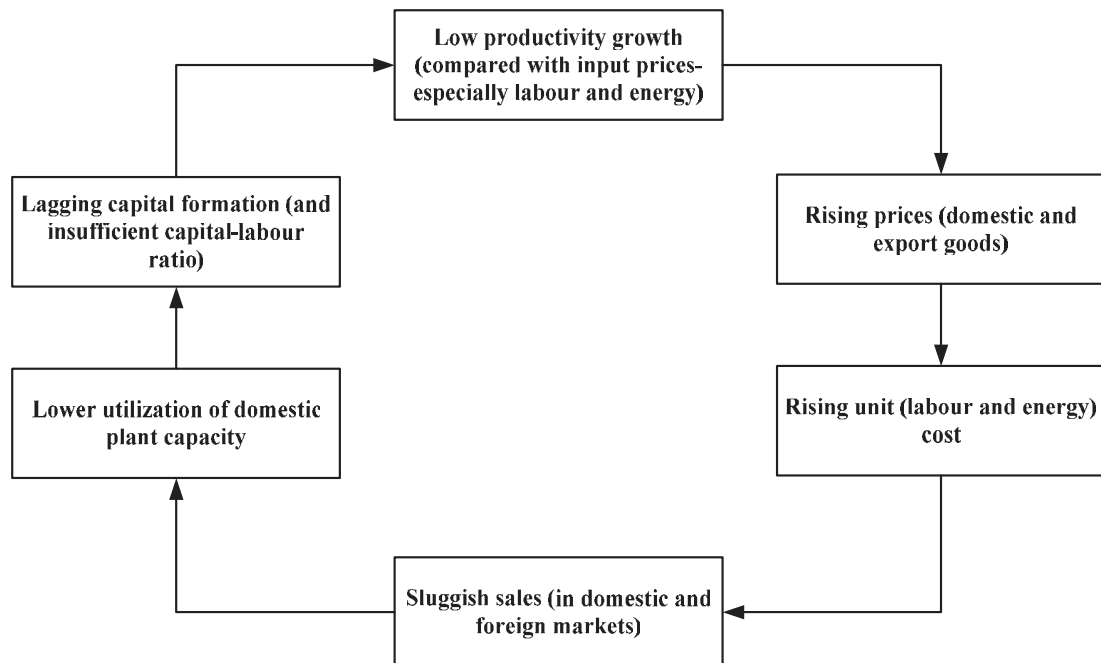 Low productivity growth
(compared with input prices-
especially labour and energy)
Rising prices (domestic and
export goods)
Rising unit (labour and energy)
cost
Sluggish sales (in domestic and
foreign markets)
Lower utilization of domestic
plant capacity
Lagging capital formation (and
insufficient capital-labour
ratio)